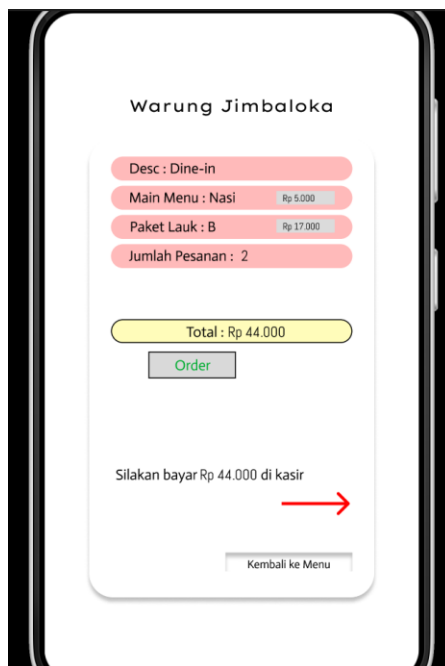 Warung Jimbaloka
Desc : Dine-in
Main Menu : Nasi Rp 5.000
Paket Lauk : B Rp 17.000
Jumlah Pesanan : 2
Total : Rp 44.000
Order
Silakan bayar Rp 44.000 di kasir
Kembali ke Menu